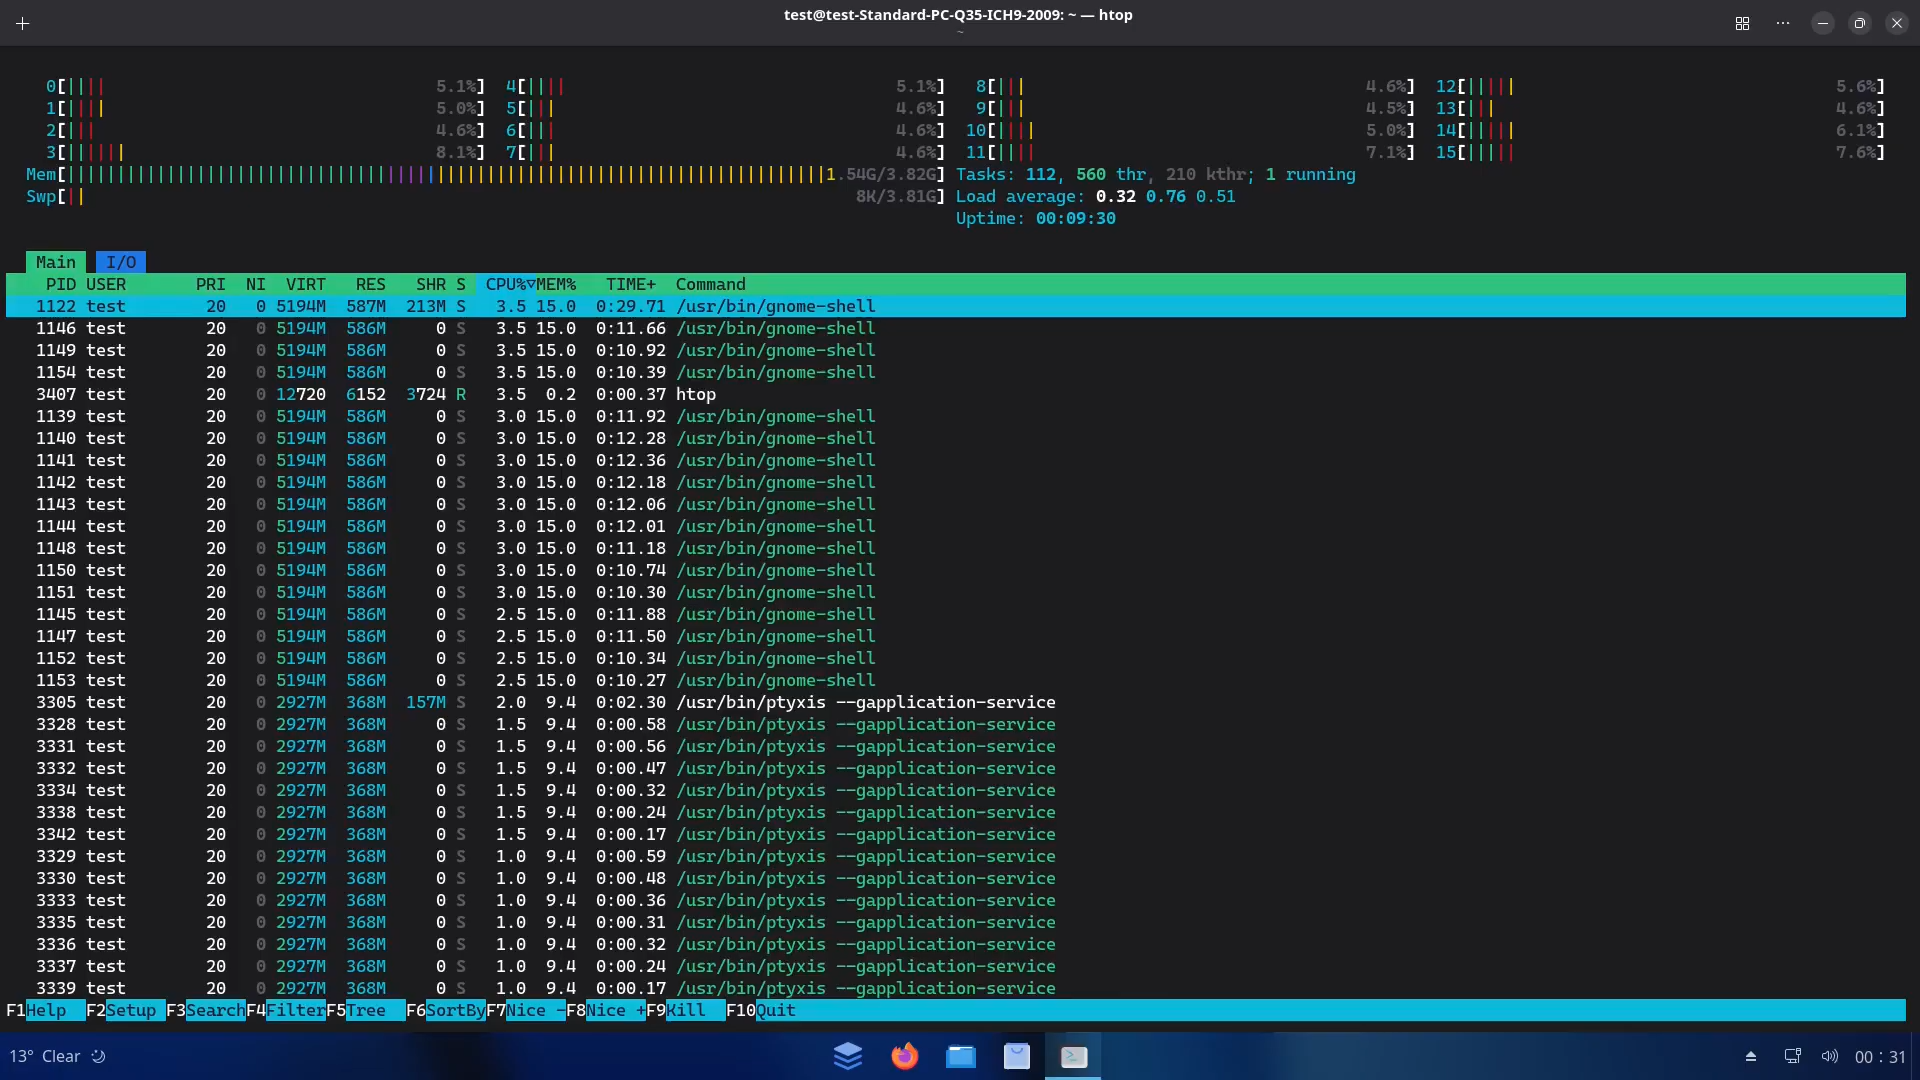 test@test-Standard-PC-Q35-ICH9-2009: ~ — htop
~
0[|||| 5.1%] 4[|||| 5.1%] 8[||| 4.6%] 12[||||| 5.6%]
1[|||| 5.0%] 5[||| 4.6%] 9[||| 4.5%] 13[||| 4.6%]
2[||| 4.6%] 6[||| 4.6%] 10[|||| 5.0%] 14[||||| 6.1%]
3[|||||| 8.1%] 7[||| 4.6%] 11[|||| 7.1%] 15[||||| 7.6%]
Mem[||||||||||||||||||||||||||||||||||||||||||||||||||||||||||||||||||||||||||||1.54G/3.82G] Tasks: 112, 560 thr, 210 kthr; 1 running
Swp[|| 8K/3.81G] Load average: 0.32 0.76 0.51
Uptime: 00:09:30
Main I/O
PID USER PRI NI VIRT RES SHR S CPU%▽MEM% TIME+ Command
1122 test 20 0 5194M 587M 213M S 3.5 15.0 0:29.71 /usr/bin/gnome-shell
1146 test 20 0 5194M 586M 0 S 3.5 15.0 0:11.66 /usr/bin/gnome-shell
1149 test 20 0 5194M 586M 0 S 3.5 15.0 0:10.92 /usr/bin/gnome-shell
1154 test 20 0 5194M 586M 0 S 3.5 15.0 0:10.39 /usr/bin/gnome-shell
3407 test 20 0 12720 6152 3724 R 3.5 0.2 0:00.37 htop
1139 test 20 0 5194M 586M 0 S 3.0 15.0 0:11.92 /usr/bin/gnome-shell
1140 test 20 0 5194M 586M 0 S 3.0 15.0 0:12.28 /usr/bin/gnome-shell
1141 test 20 0 5194M 586M 0 S 3.0 15.0 0:12.36 /usr/bin/gnome-shell
1142 test 20 0 5194M 586M 0 S 3.0 15.0 0:12.18 /usr/bin/gnome-shell
1143 test 20 0 5194M 586M 0 S 3.0 15.0 0:12.06 /usr/bin/gnome-shell
1144 test 20 0 5194M 586M 0 S 3.0 15.0 0:12.01 /usr/bin/gnome-shell
1148 test 20 0 5194M 586M 0 S 3.0 15.0 0:11.18 /usr/bin/gnome-shell
1150 test 20 0 5194M 586M 0 S 3.0 15.0 0:10.74 /usr/bin/gnome-shell
1151 test 20 0 5194M 586M 0 S 3.0 15.0 0:10.30 /usr/bin/gnome-shell
1145 test 20 0 5194M 586M 0 S 2.5 15.0 0:11.88 /usr/bin/gnome-shell
1147 test 20 0 5194M 586M 0 S 2.5 15.0 0:11.50 /usr/bin/gnome-shell
1152 test 20 0 5194M 586M 0 S 2.5 15.0 0:10.34 /usr/bin/gnome-shell
1153 test 20 0 5194M 586M 0 S 2.5 15.0 0:10.27 /usr/bin/gnome-shell
3305 test 20 0 2927M 368M 157M S 2.0 9.4 0:02.30 /usr/bin/ptyxis --gapplication-service
3328 test 20 0 2927M 368M 0 S 1.5 9.4 0:00.58 /usr/bin/ptyxis --gapplication-service
3331 test 20 0 2927M 368M 0 S 1.5 9.4 0:00.56 /usr/bin/ptyxis --gapplication-service
3332 test 20 0 2927M 368M 0 S 1.5 9.4 0:00.47 /usr/bin/ptyxis --gapplication-service
3334 test 20 0 2927M 368M 0 S 1.5 9.4 0:00.32 /usr/bin/ptyxis --gapplication-service
3338 test 20 0 2927M 368M 0 S 1.5 9.4 0:00.24 /usr/bin/ptyxis --gapplication-service
3342 test 20 0 2927M 368M 0 S 1.5 9.4 0:00.17 /usr/bin/ptyxis --gapplication-service
3329 test 20 0 2927M 368M 0 S 1.0 9.4 0:00.59 /usr/bin/ptyxis --gapplication-service
3330 test 20 0 2927M 368M 0 S 1.0 9.4 0:00.48 /usr/bin/ptyxis --gapplication-service
3333 test 20 0 2927M 368M 0 S 1.0 9.4 0:00.36 /usr/bin/ptyxis --gapplication-service
3335 test 20 0 2927M 368M 0 S 1.0 9.4 0:00.31 /usr/bin/ptyxis --gapplication-service
3336 test 20 0 2927M 368M 0 S 1.0 9.4 0:00.32 /usr/bin/ptyxis --gapplication-service
3337 test 20 0 2927M 368M 0 S 1.0 9.4 0:00.24 /usr/bin/ptyxis --gapplication-service
3339 test 20 0 2927M 368M 0 S 1.0 9.4 0:00.17 /usr/bin/ptyxis --gapplication-service
F1Help F2Setup F3SearchF4FilterF5Tree F6SortByF7Nice -F8Nice +F9Kill F10Quit
13° Clear 00 : 31